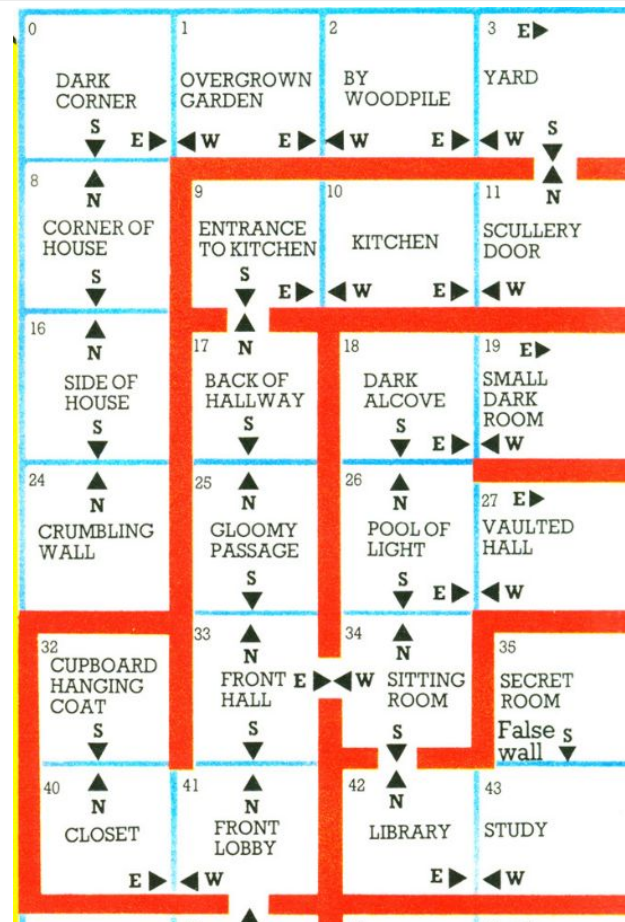 0
DARK
CORNER
S
E
1
OVERGROWN
GARDEN
W
E
2
BY
WOODPILE
W
E
3
E
YARD
W
S
8
N
CORNER OF
HOUSE
S
9
ENTRANCE
TO KITCHEN
S
E
10
KITCHEN
W
E
11
N
SCULLERY
DOOR
W
16
N
SIDE OF
HOUSE
S
17
N
BACK OF
HALLWAY
S
18
DARK
ALCOVE
S
E
19
E
SMALL
DARK
ROOM
W
24
N
CRUMBLING
WALL
25
N
GLOOMY
PASSAGE
S
26
N
POOL OF
LIGHT
S
E
27
E
VAULTED
HALL
W
32
CUPBOARD
HANGING
COAT
S
33
N
FRONT
HALL
E
S
34
N
W
SITTING
ROOM
S
35
SECRET
ROOM
False
wall
S
40
N
CLOSET
E
41
N
FRONT
LOBBY
W
42
N
LIBRARY
E
43
STUDY
W